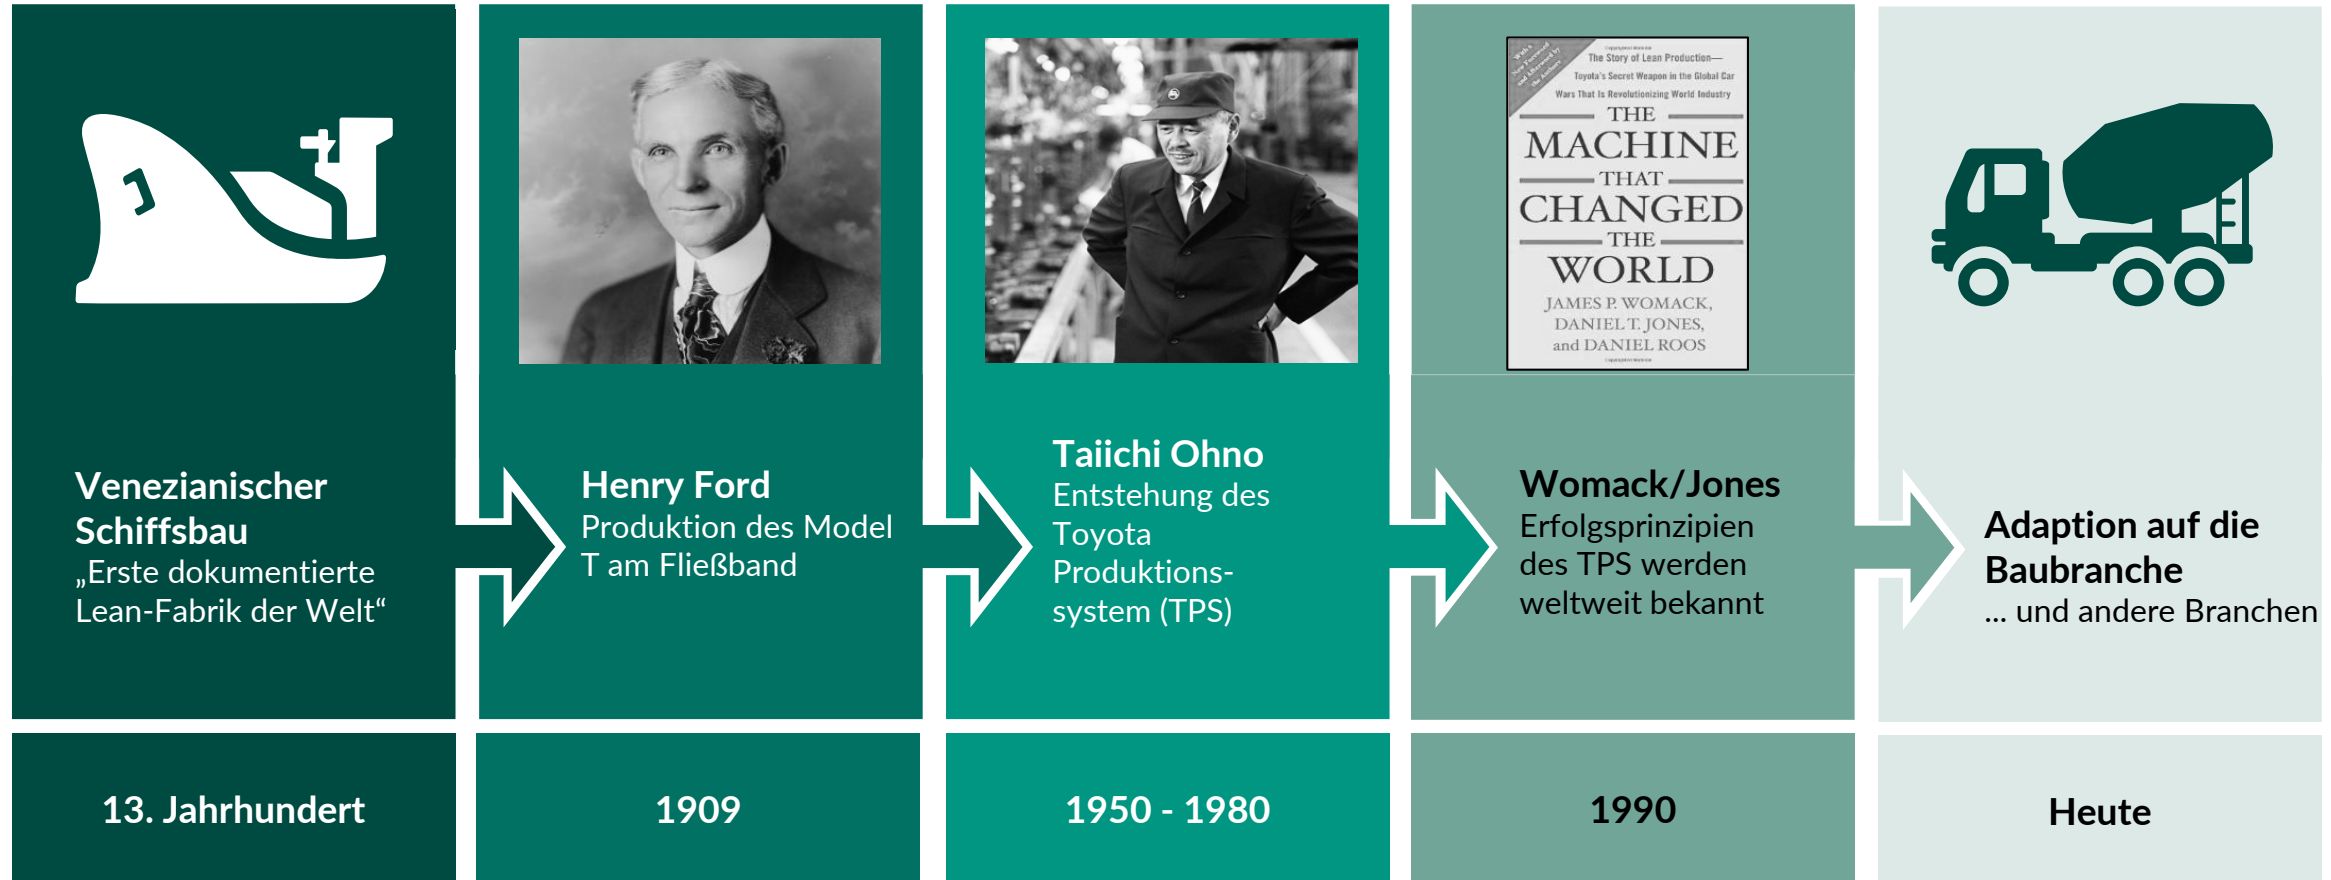 The Story of Lean Production—
Toyota's Secret Weapon in the Global Car
Wars That Is Revolutionizing World Industry
THE
MACHINE
THAT
CHANGED
THE
WORLD
JAMES P. WOMACK,
DANIEL T. JONES,
and DANIEL ROOS
Venezianischer
Schiffsbau
„Erste dokumentierte
Lean-Fabrik der Welt“
Henry Ford
Produktion des Model
T am Fließband
Taiichi Ohno
Entstehung des
Toyota
Produktions-
system (TPS)
Womack/Jones
Erfolgsprinzipien
des TPS werden
weltweit bekannt
Adaption auf die
Baubranche
... und andere Branchen
13. Jahrhundert
1909
1950 - 1980
1990
Heute